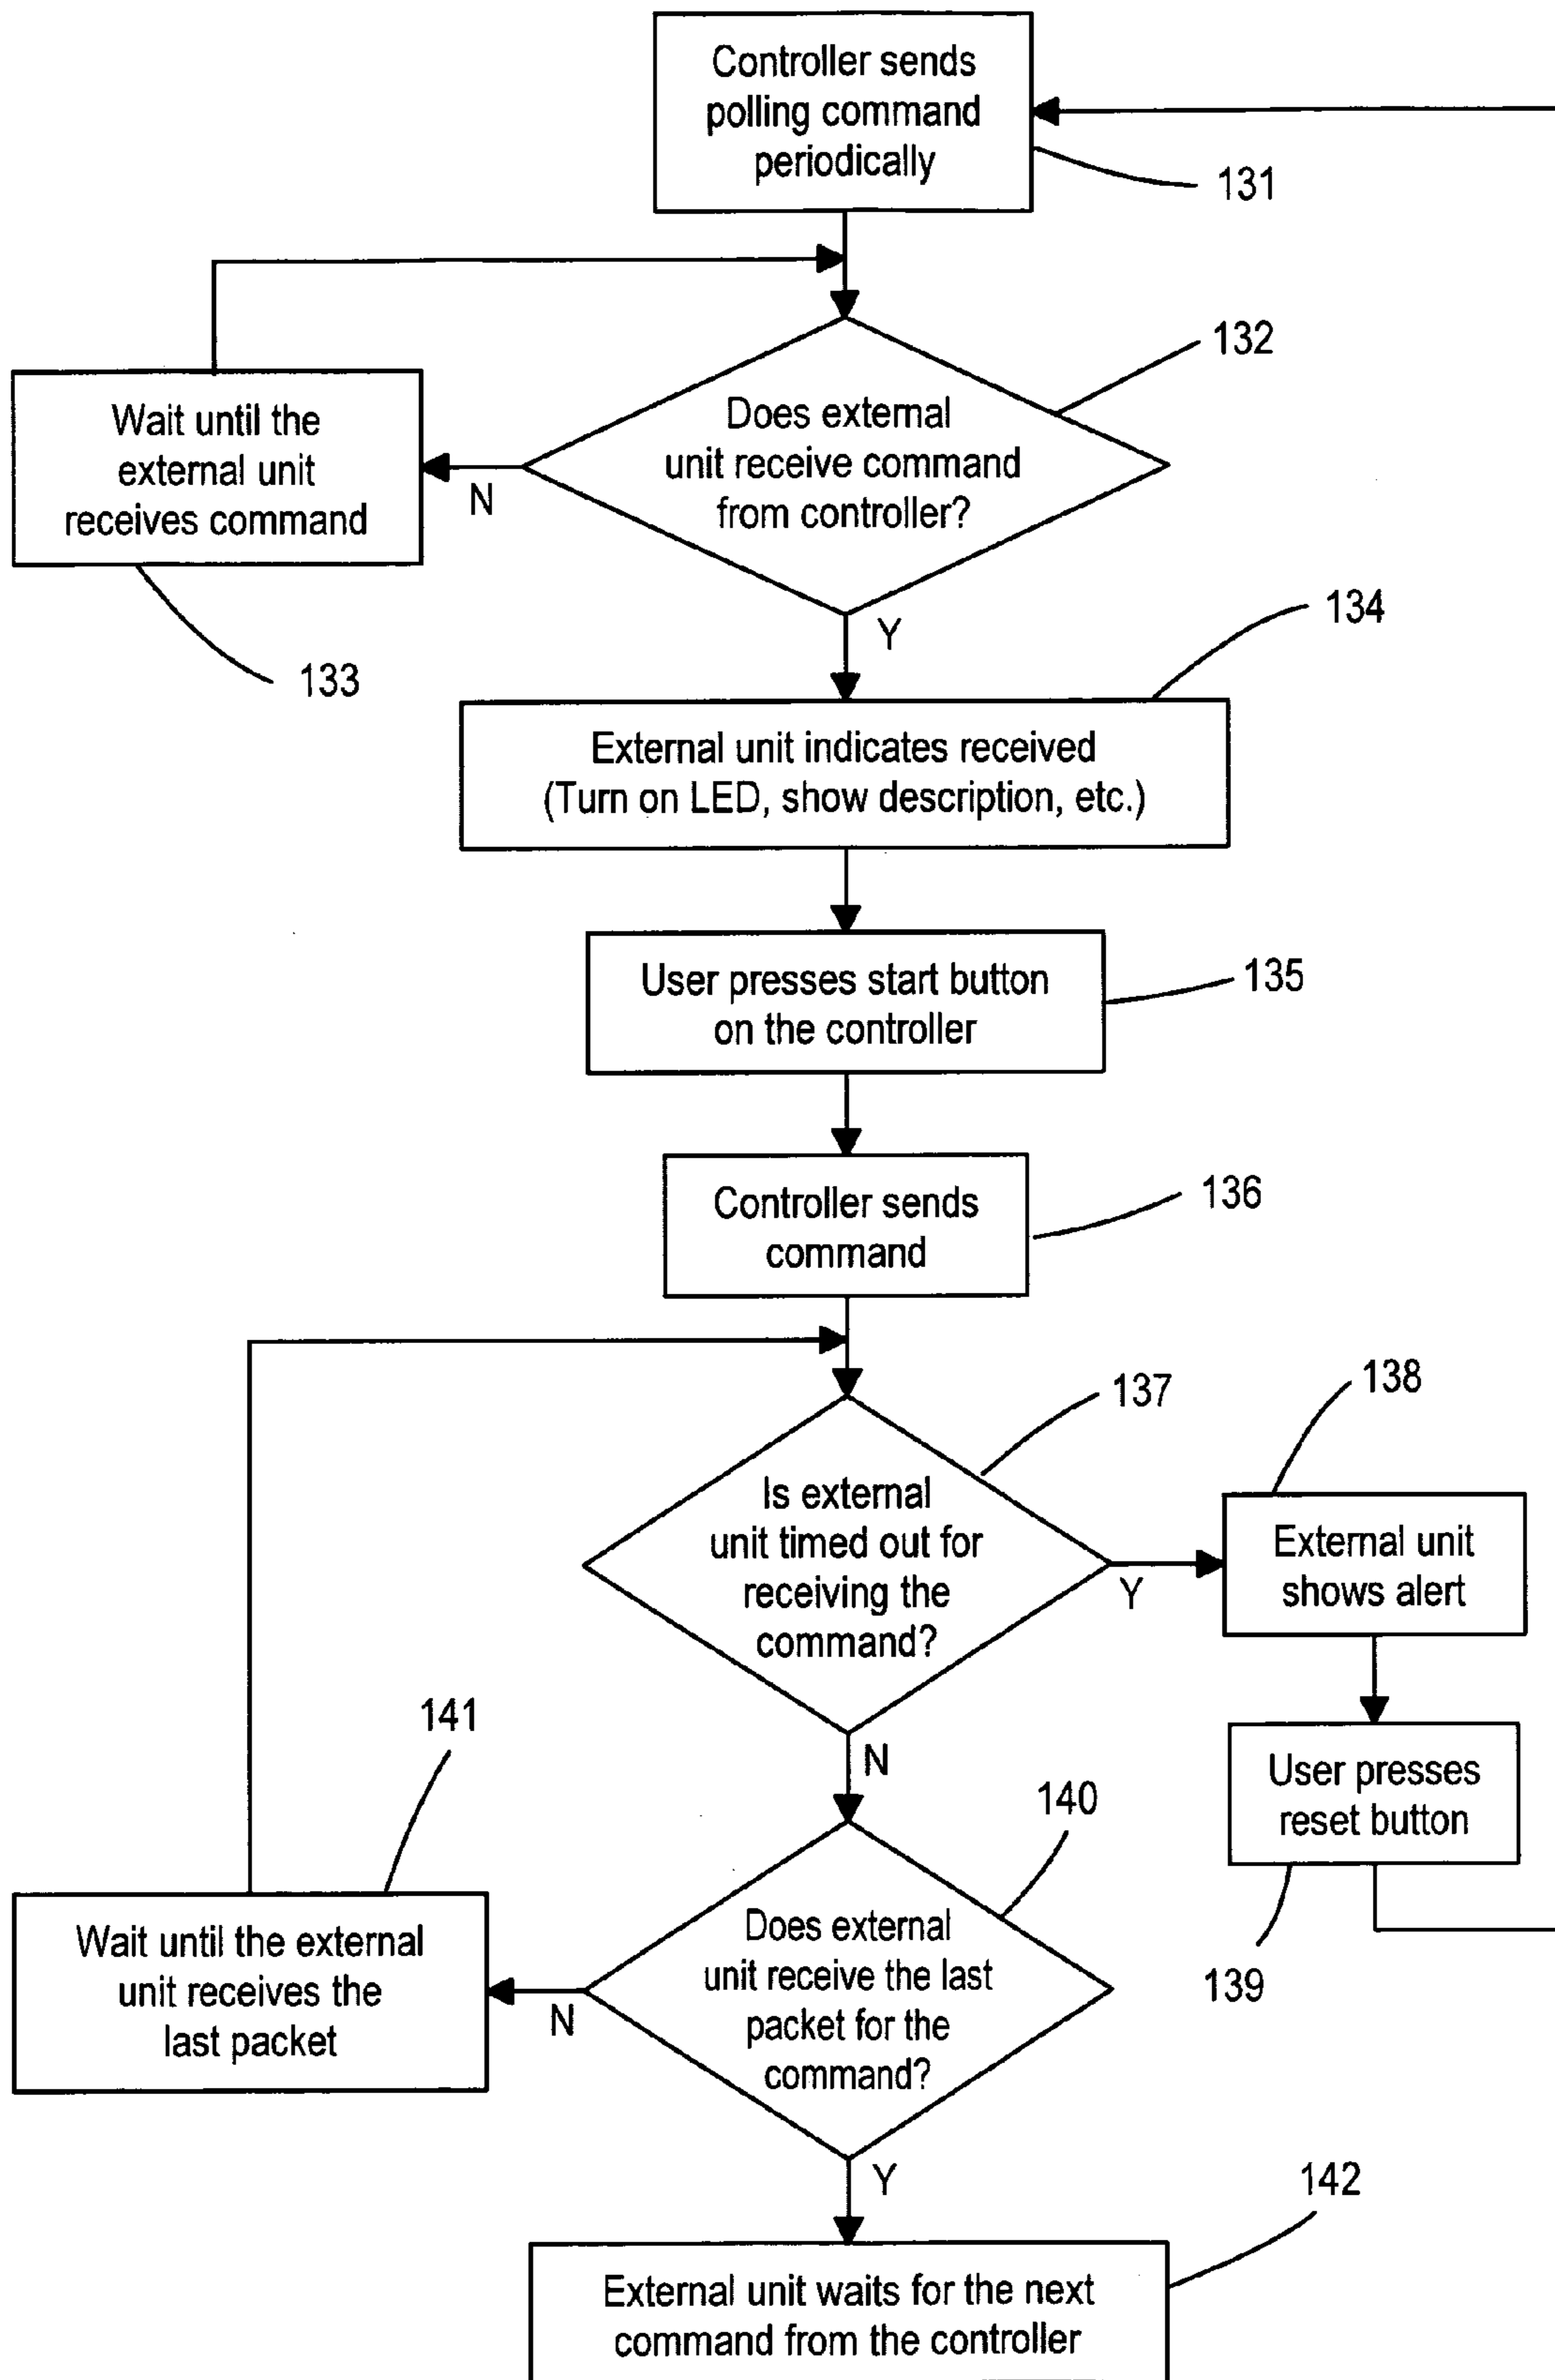 Controller sends
polling command
periodically
131
132
Does external
unit receive command
from controller?
Wait until the
external unit
receives command
N
133
Y
134
External unit indicates received
(Turn on LED, show description, etc.)
User presses start button
on the controller
135
Controller sends
command
136
137
138
Is external
unit timed out for
receiving the
command?
Y
External unit
shows alert
N
User presses
reset button
139
140
141
Does external
unit receive the last
packet for the
command?
N
Wait until the external
unit receives the
last packet
Y
142
External unit waits for the next
command from the controller